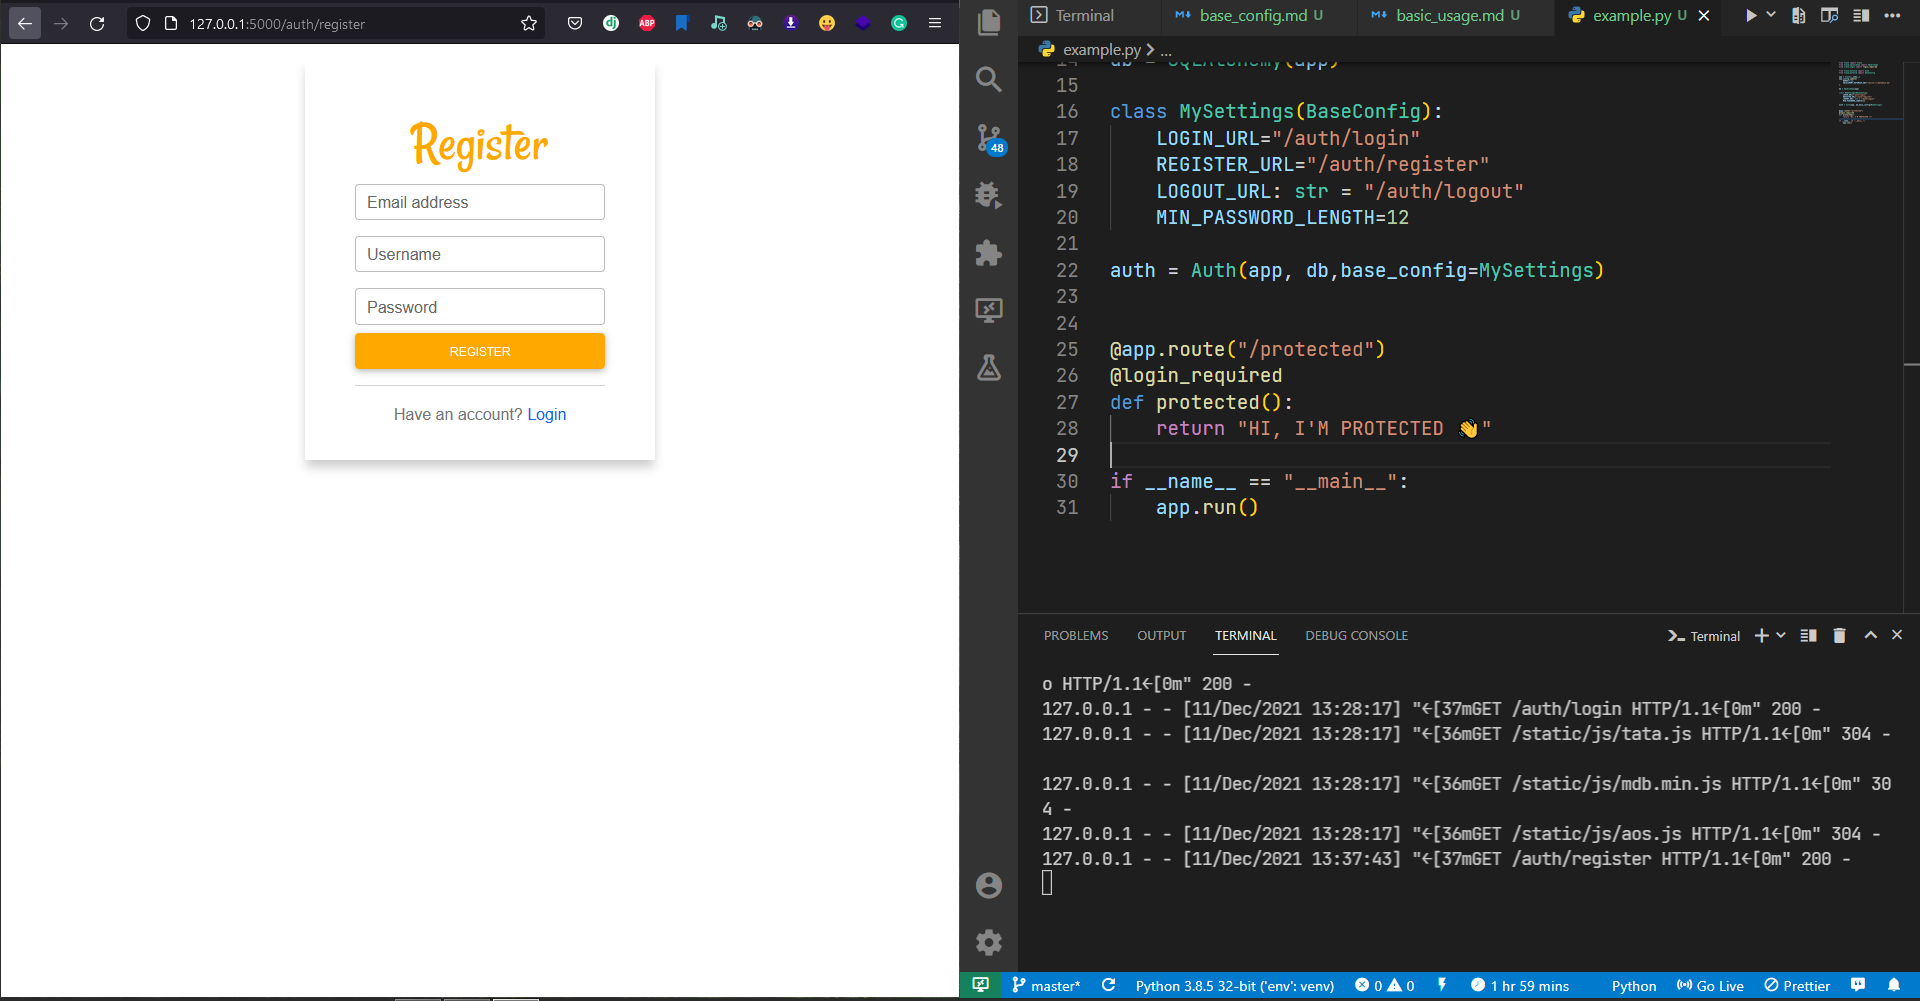 127.0.0.1:5000/auth/register
Register
Email address
Username
Password
REGISTER
Have an account? Login
48
Terminal
base_config.md U
basic_usage.md U
example.py U
example.py > ...
14 db = SQLAlchemy(app)
15
16 class MySettings(BaseConfig):
17 LOGIN_URL="/auth/login"
18 REGISTER_URL="/auth/register"
19 LOGOUT_URL: str = "/auth/logout"
20 MIN_PASSWORD_LENGTH=12
21
22 auth = Auth(app, db,base_config=MySettings)
23
24
25 @app.route("/protected")
26 @login_required
27 def protected():
28 return "HI, I'M PROTECTED 👋"
29
30 if __name__ == "__main__":
31 app.run()
PROBLEMS OUTPUT TERMINAL DEBUG CONSOLE
Terminal
o HTTP/1.1←[0m" 200 -
127.0.0.1 - - [11/Dec/2021 13:28:17] "←[37mGET /auth/login HTTP/1.1←[0m" 200 -
127.0.0.1 - - [11/Dec/2021 13:28:17] "←[36mGET /static/js/tata.js HTTP/1.1←[0m" 304 -
127.0.0.1 - - [11/Dec/2021 13:28:17] "←[36mGET /static/js/mdb.min.js HTTP/1.1←[0m" 30
4 -
127.0.0.1 - - [11/Dec/2021 13:28:17] "←[36mGET /static/js/aos.js HTTP/1.1←[0m" 304 -
127.0.0.1 - - [11/Dec/2021 13:37:43] "←[37mGET /auth/register HTTP/1.1←[0m" 200 -
master* Python 3.8.5 32-bit ('env': venv) 0 0 1 hr 59 mins Python Go Live Prettier